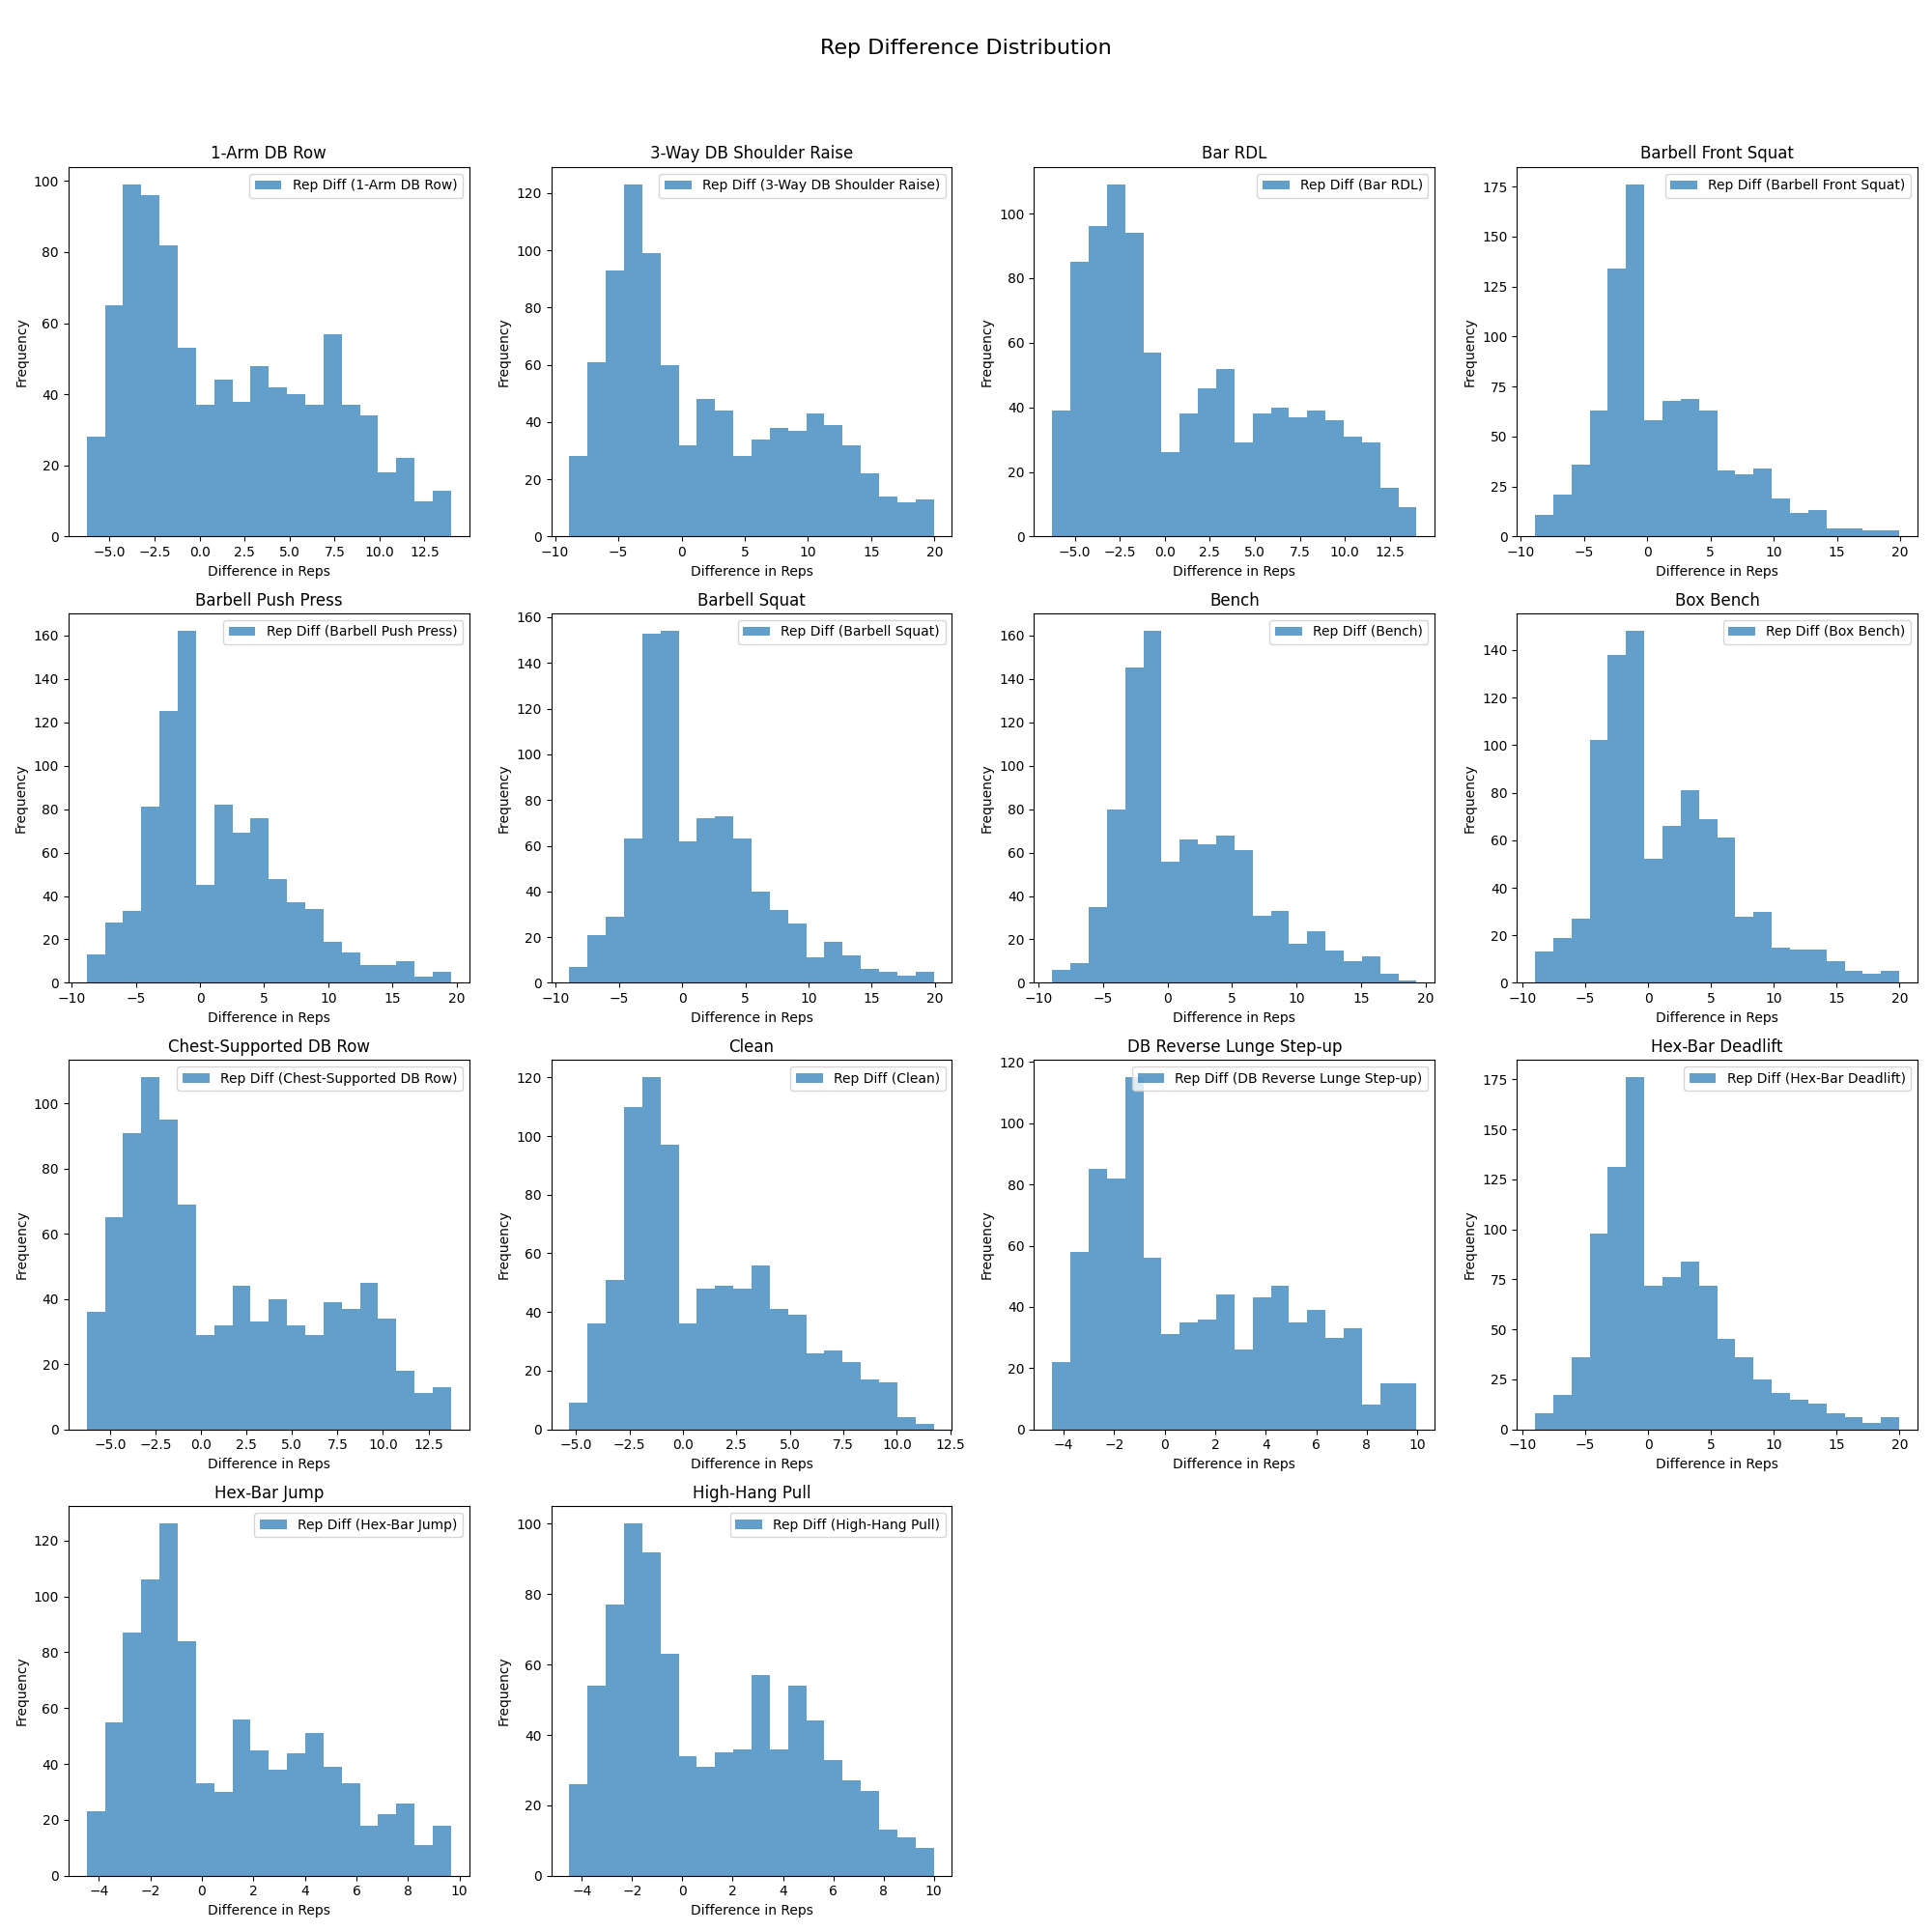 Rep Difference Distribution
1-Arm DB Row
Rep Diff (1-Arm DB Row)
Frequency
0
20
40
60
80
100
−5.0 −2.5 0.0 2.5 5.0 7.5 10.0 12.5
Difference in Reps
3-Way DB Shoulder Raise
Rep Diff (3-Way DB Shoulder Raise)
Frequency
0
20
40
60
80
100
120
−10 −5 0 5 10 15 20
Difference in Reps
Bar RDL
Rep Diff (Bar RDL)
Frequency
0
20
40
60
80
100
−5.0 −2.5 0.0 2.5 5.0 7.5 10.0 12.5
Difference in Reps
Barbell Front Squat
Rep Diff (Barbell Front Squat)
Frequency
0
25
50
75
100
125
150
175
−10 −5 0 5 10 15 20
Difference in Reps
Barbell Push Press
Rep Diff (Barbell Push Press)
Frequency
0
20
40
60
80
100
120
140
160
−10 −5 0 5 10 15 20
Difference in Reps
Barbell Squat
Rep Diff (Barbell Squat)
Frequency
0
20
40
60
80
100
120
140
160
−10 −5 0 5 10 15 20
Difference in Reps
Bench
Rep Diff (Bench)
Frequency
0
20
40
60
80
100
120
140
160
−10 −5 0 5 10 15 20
Difference in Reps
Box Bench
Rep Diff (Box Bench)
Frequency
0
20
40
60
80
100
120
140
−10 −5 0 5 10 15 20
Difference in Reps
Chest-Supported DB Row
Rep Diff (Chest-Supported DB Row)
Frequency
0
20
40
60
80
100
−5.0 −2.5 0.0 2.5 5.0 7.5 10.0 12.5
Difference in Reps
Clean
Rep Diff (Clean)
Frequency
0
20
40
60
80
100
120
−5.0 −2.5 0.0 2.5 5.0 7.5 10.0 12.5
Difference in Reps
DB Reverse Lunge Step-up
Rep Diff (DB Reverse Lunge Step-up)
Frequency
0
20
40
60
80
100
120
−4 −2 0 2 4 6 8 10
Difference in Reps
Hex-Bar Deadlift
Rep Diff (Hex-Bar Deadlift)
Frequency
0
25
50
75
100
125
150
175
−10 −5 0 5 10 15 20
Difference in Reps
Hex-Bar Jump
Rep Diff (Hex-Bar Jump)
Frequency
0
20
40
60
80
100
120
−4 −2 0 2 4 6 8 10
Difference in Reps
High-Hang Pull
Rep Diff (High-Hang Pull)
Frequency
0
20
40
60
80
100
−4 −2 0 2 4 6 8 10
Difference in Reps